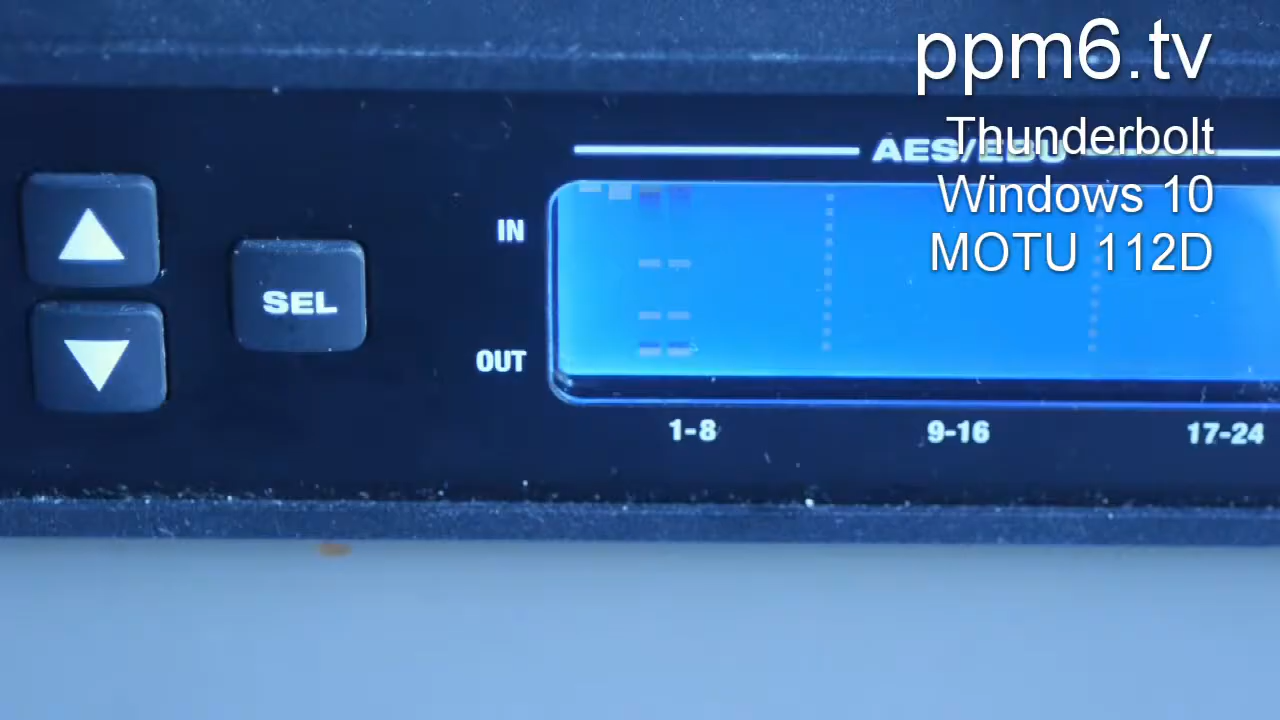 ppm6.tv
Thunderbolt
AES/EBU
Windows 10
MOTU 112D
IN
SEL
OUT
1-8
9-16
17-24